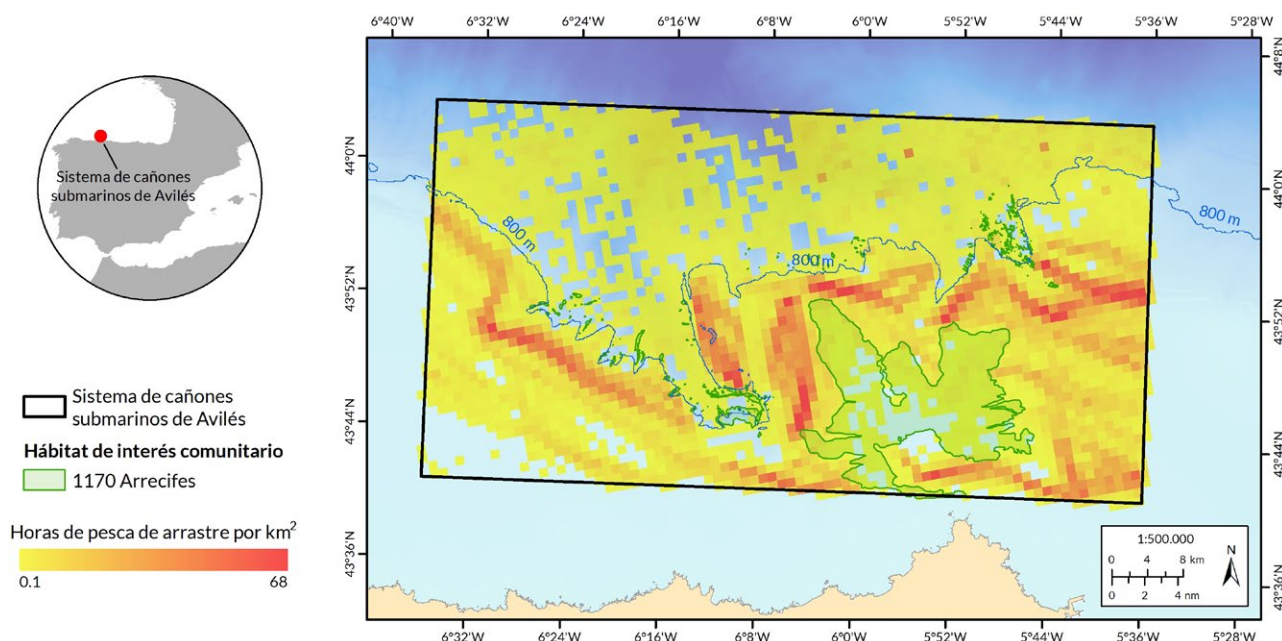 6°40'W 6°32'W 6°24'W 6°16'W 6°8'W 6°0'W 5°52'W 5°44'W 5°36'W 5°28'W
44°8'N
44°0'N
44°0'N
Sistema de cañones
submarinos de Avilés
800 m
800 m
800 m
43°52'N
43°52'N
Sistema de cañones
submarinos de Avilés
Hábitat de interés comunitario
1170 Arrecifes
43°44'N
43°44'N
Horas de pesca de arrastre por km²
0.1 68
43°36'N
43°36'N
1:500.000
0 4 8 km
0 2 4 nm
N
6°32'W 6°24'W 6°16'W 6°8'W 6°0'W 5°52'W 5°44'W 5°36'W 5°28'W